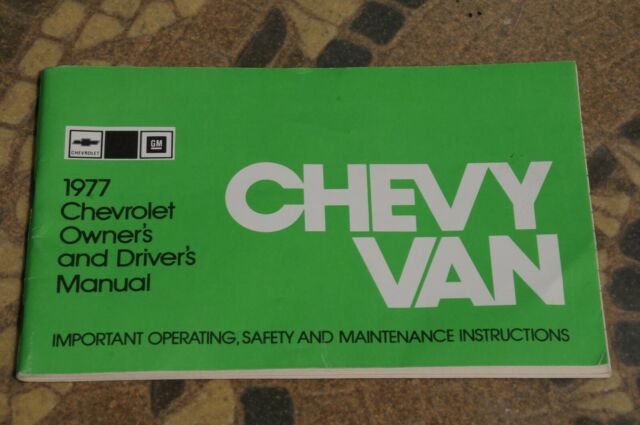 CHEVROLET
GM
1977
Chevrolet
Owner's
and Driver's
Manual
CHEVY
VAN
IMPORTANT OPERATING, SAFETY AND MAINTENANCE INSTRUCTIONS